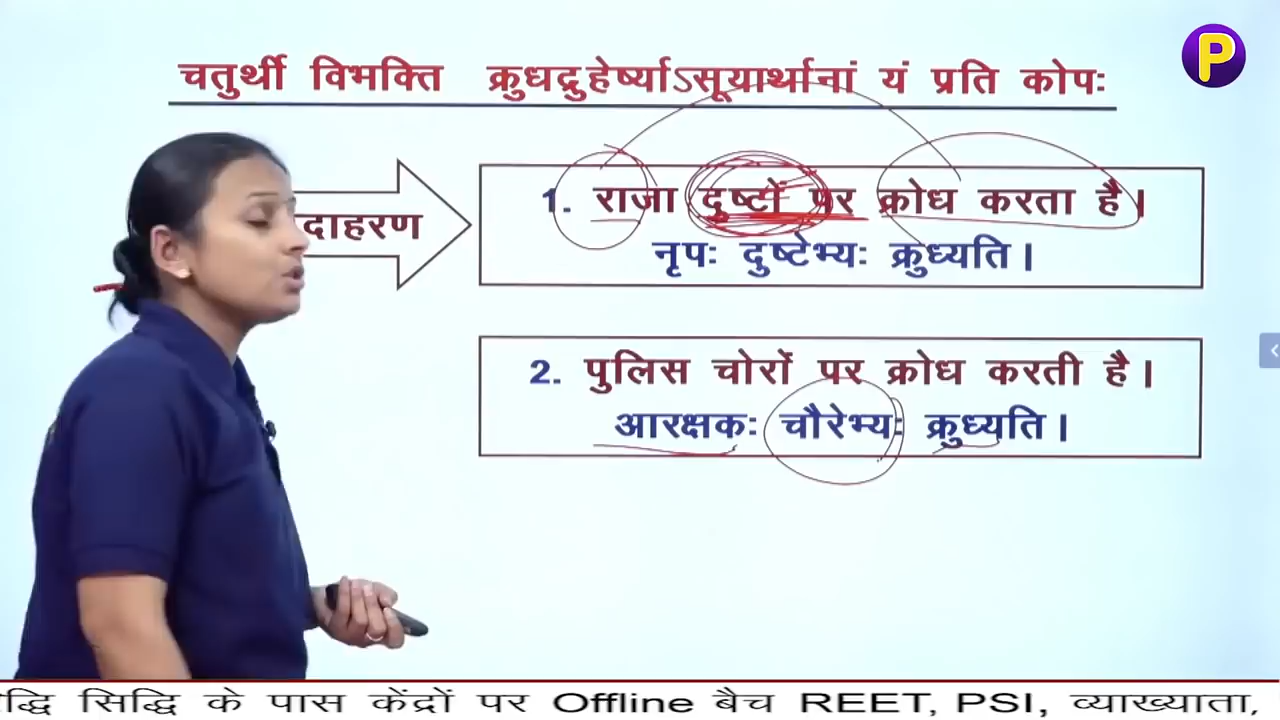 चतुर्थी विभक्ति क्रुधद्रुहेर्ष्याऽसूयार्थानां यं प्रति कोपः
P
दाहरण
1. राजा दुष्टों पर क्रोध करता है।
नृपः दुष्टेभ्यः क्रुध्यति।
2. पुलिस चोरों पर क्रोध करती है।
आरक्षकः चौरेभ्यः क्रुध्यति।
द्धि सिद्धि के पास केंद्रों पर Offline बैच REET, PSI, व्याख्याता,